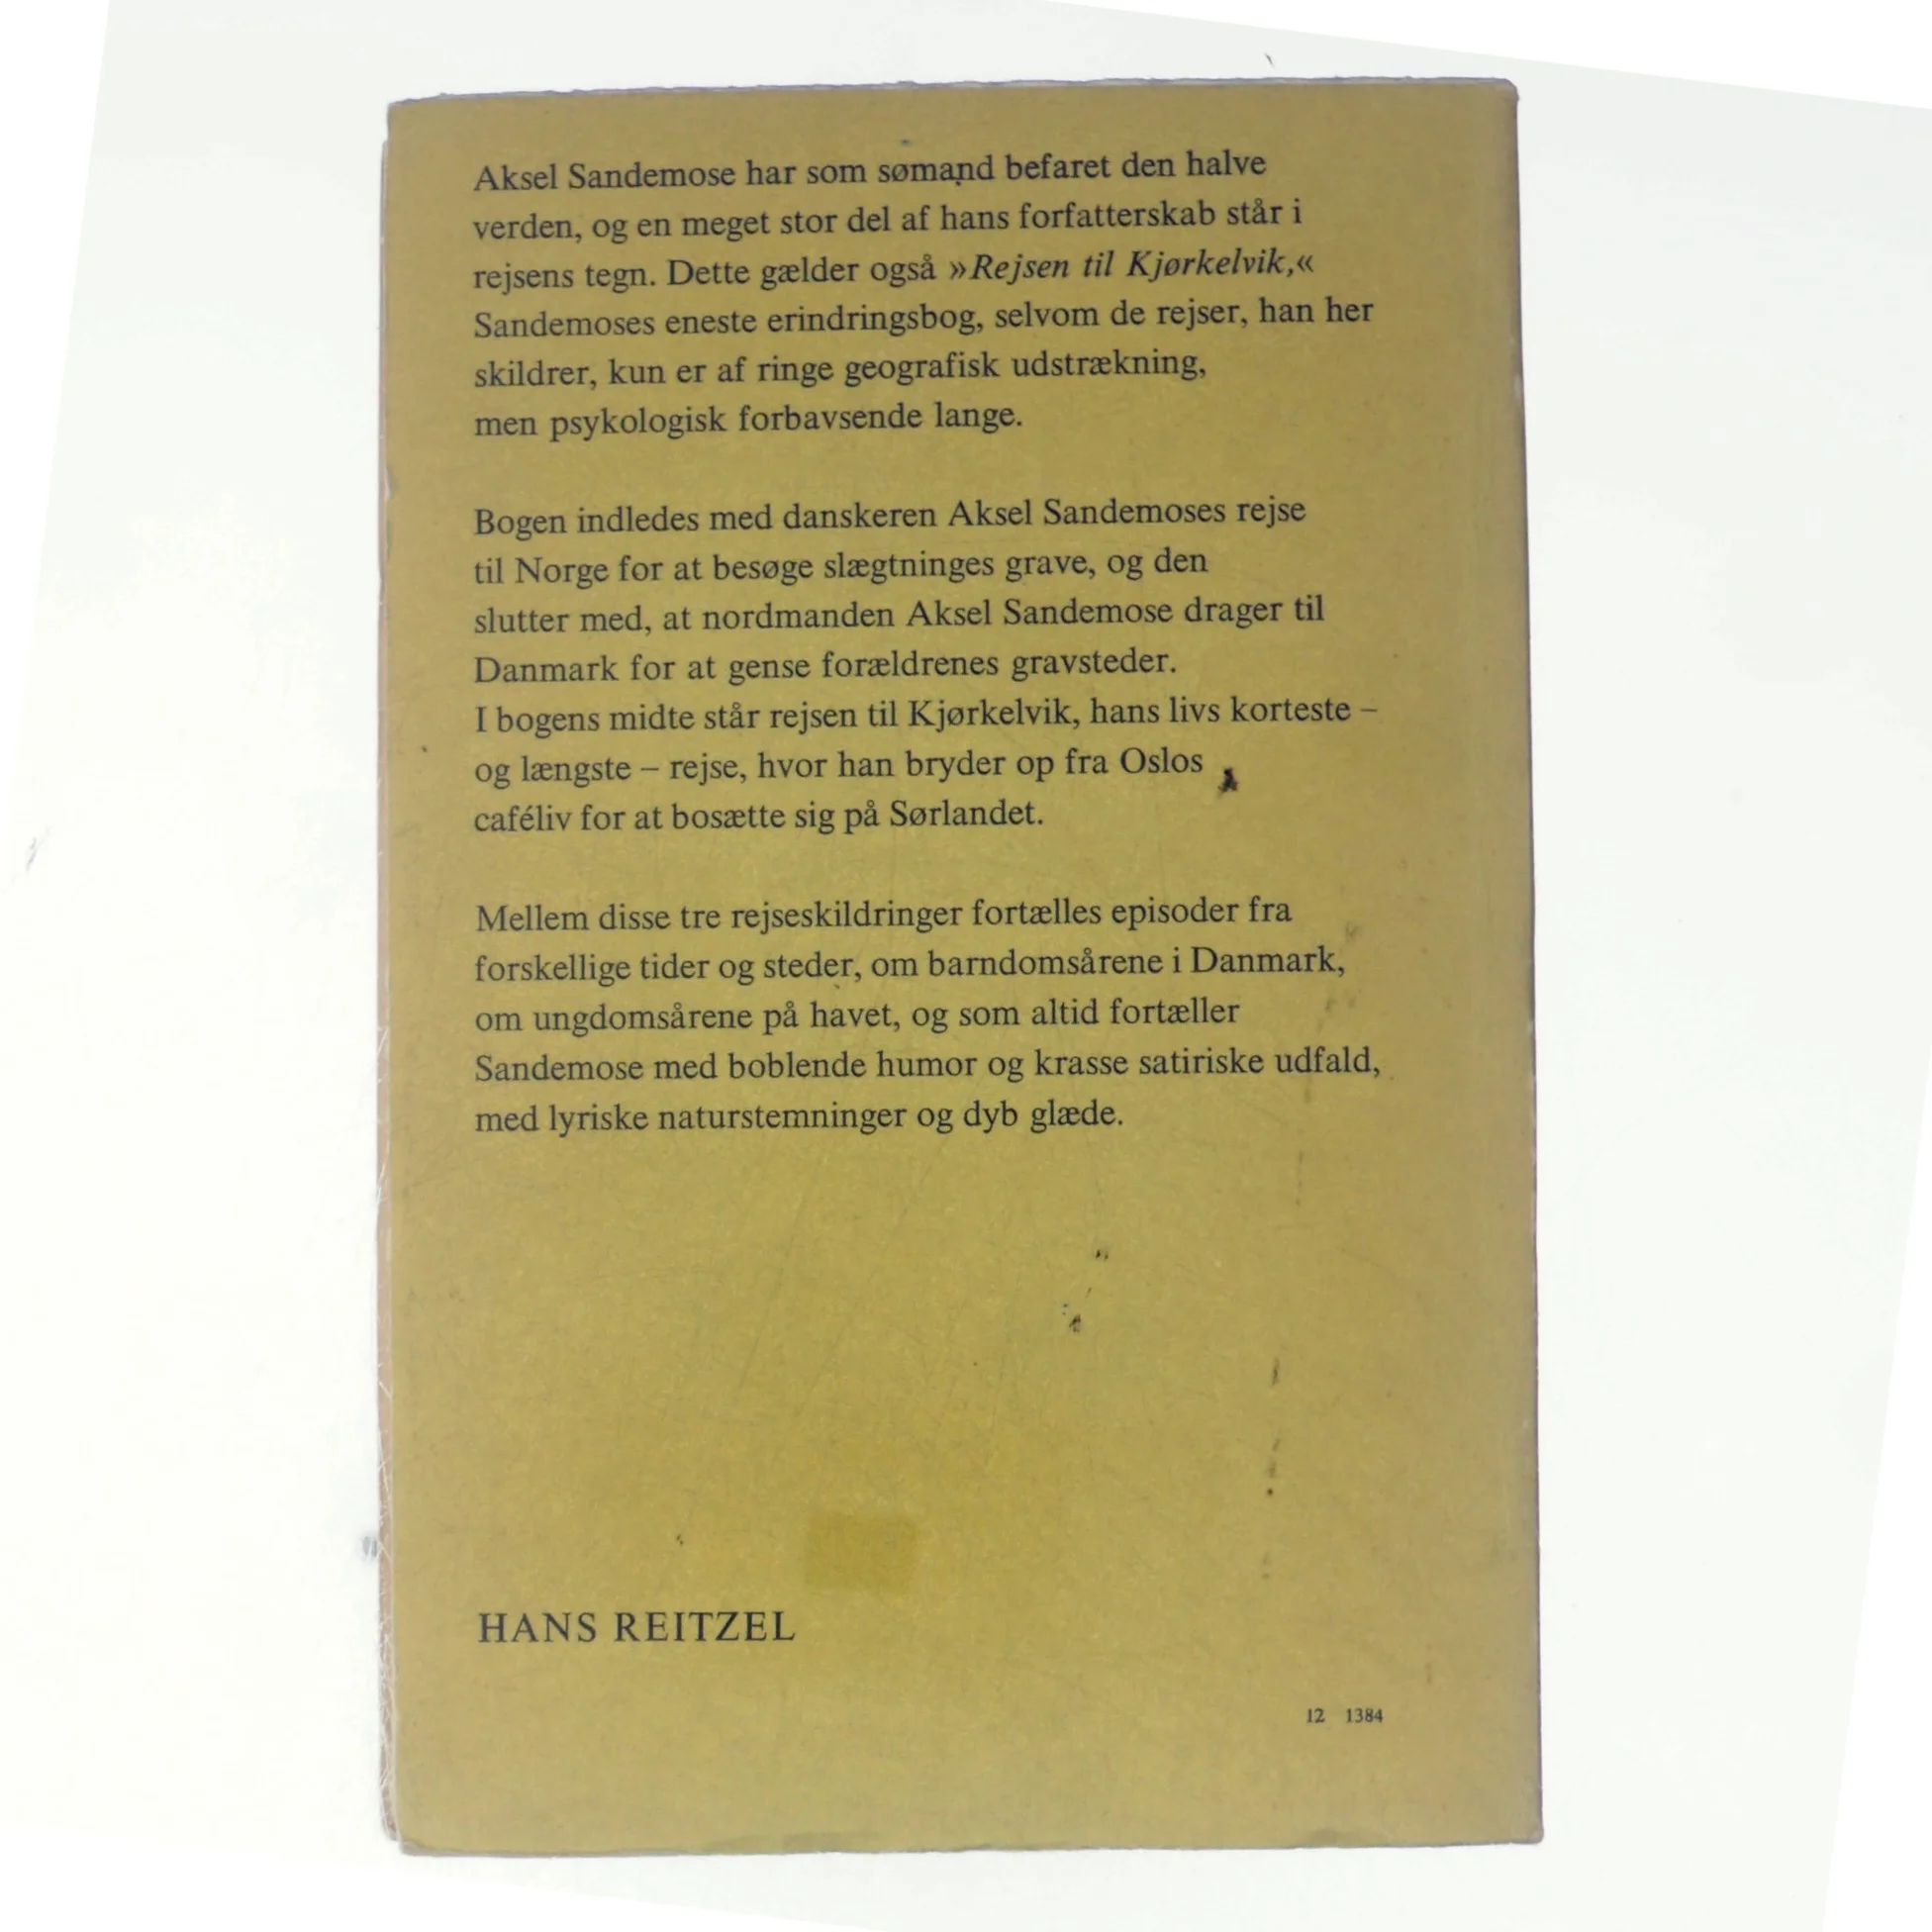 Aksel Sandemose har som sømand befaret den halve
verden, og en meget stor del af hans forfatterskab står i
rejsens tegn. Dette gælder også »Rejsen til Kjørkelvik,«
Sandemoses eneste erindringsbog, selvom de rejser, han her
skildrer, kun er af ringe geografisk udstrækning,
men psykologisk forbavsende lange.
Bogen indledes med danskeren Aksel Sandemoses rejse
til Norge for at besøge slægtninges grave, og den
slutter med, at nordmanden Aksel Sandemose drager til
Danmark for at gense forældrenes gravsteder.
I bogens midte står rejsen til Kjørkelvik, hans livs korteste –
og længste – rejse, hvor han bryder op fra Oslos
caféliv for at bosætte sig på Sørlandet.
Mellem disse tre rejseskildringer fortælles episoder fra
forskellige tider og steder, om barndomsårene i Danmark,
om ungdomsårene på havet, og som altid fortæller
Sandemose med boblende humor og krasse satiriske udfald,
med lyriske naturstemninger og dyb glæde.
HANS REITZEL
12 1384